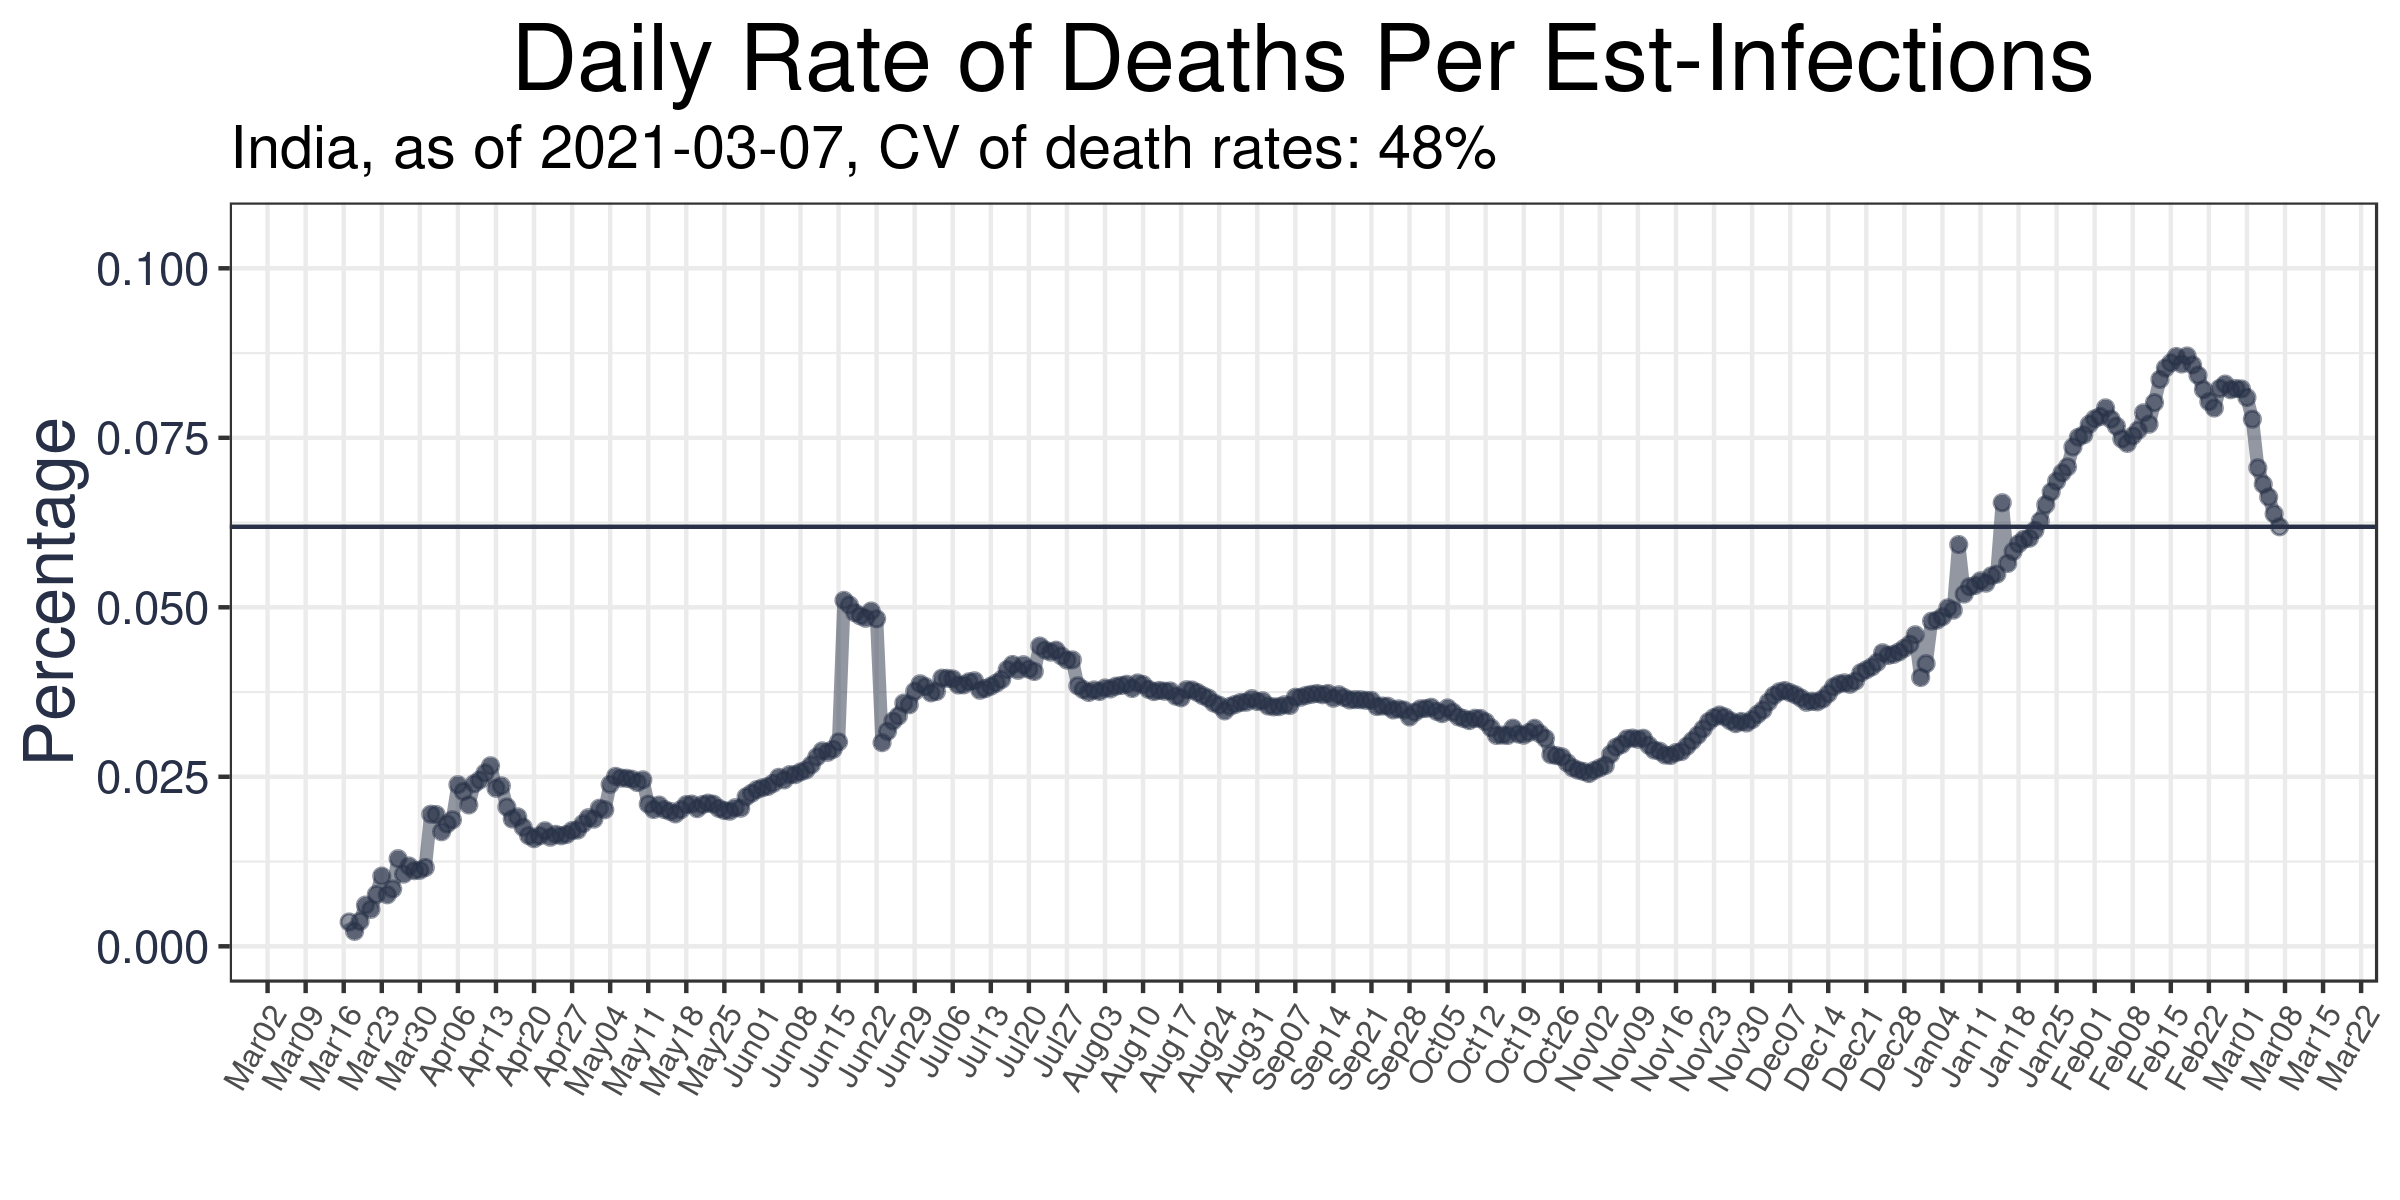 Daily Rate of Deaths Per Est-Infections
India, as of 2021-03-07, CV of death rates: 48%
Percentage
0.100
0.075
0.050
0.025
0.000
Mar02
Mar09
Mar16
Mar23
Mar30
Apr06
Apr13
Apr20
Apr27
May04
May11
May18
May25
Jun01
Jun08
Jun15
Jun22
Jun29
Jul06
Jul13
Jul20
Jul27
Aug03
Aug10
Aug17
Aug24
Aug31
Sep07
Sep14
Sep21
Sep28
Oct05
Oct12
Oct19
Oct26
Nov02
Nov09
Nov16
Nov23
Nov30
Dec07
Dec14
Dec21
Dec28
Jan04
Jan11
Jan18
Jan25
Feb01
Feb08
Feb15
Feb22
Mar01
Mar08
Mar15
Mar22